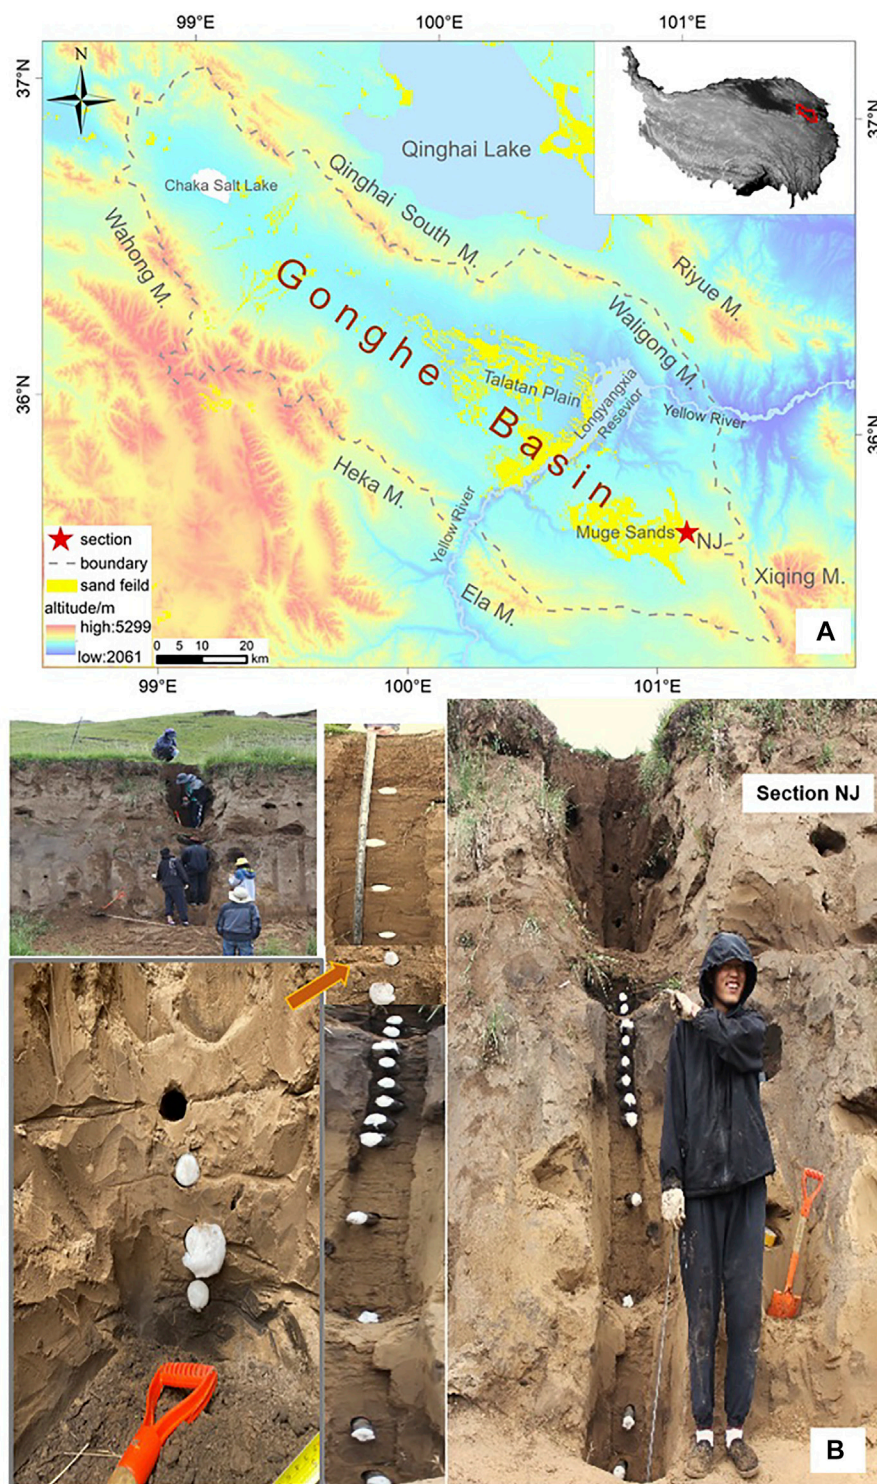 99°E
100°E
101°E
37°N
N
37°N
Qinghai Lake
Chaka Salt Lake
Qinghai South M.
Wahong M.
Riyue M.
Gonghe Basin
Waligong M.
36°N
Talatan Plain
Longyangxia
Resevior
Yellow River
36°N
Heka M.
Yellow River
Muge Sands
NJ
Xiqing M.
Ela M.
section
boundary
sand feild
altitude/m
high:5299
low:2061
0 5 10 20
km
A
99°E
100°E
101°E
Section NJ
B